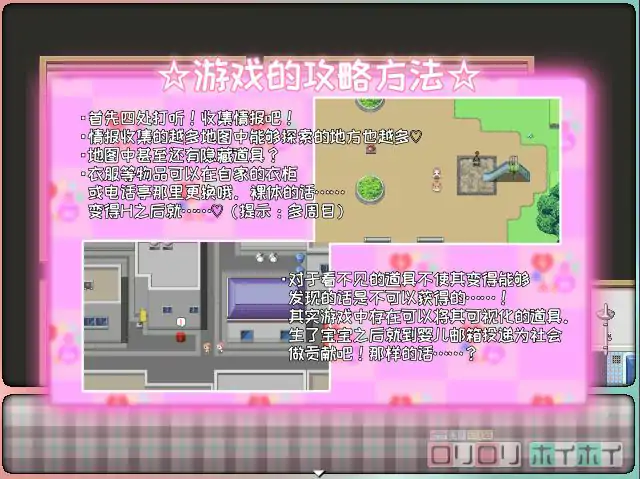 ☆游戏的攻略方法☆
·首先四处打听！收集情报吧！
·情报收集的越多地图中能够探索的地方也越多♡
·地图中甚至还有隐藏道具？
·衣服等物品可以在自家的衣柜
或电话亭那里更换哦．裸体的话……
变得H之后就……♡（提示：多周目）
·对于看不见的道具不使其变得能够
发现的话是不可以获得的……！
其实游戏中存在可以将其可视化的道具．
生了宝宝之后就到婴儿邮箱投递为社会
做贡献吧！那样的话……？
ロリロリ ホイホイ